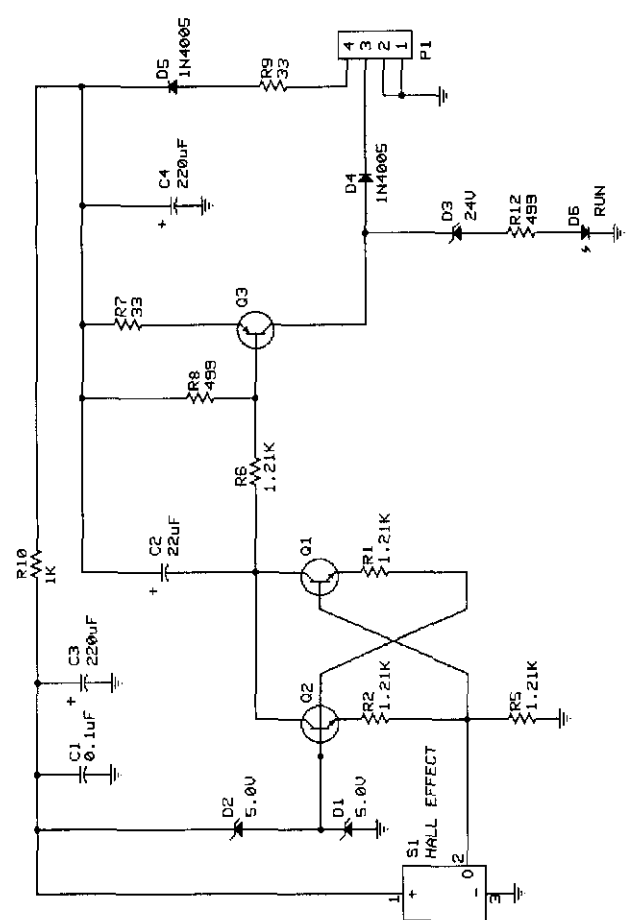 R10
1K
D5
1N4005
R9
33
4
3
2
1
P1
C4
220uF
+
D4
1N4005
D3
24V
R12
499
D6
RUN
R7
33
Q3
R8
499
R6
1.21K
C2
22uF
+
Q1
R1
1.21K
C3
220uF
+
C1
0.1uF
Q2
R2
1.21K
R5
1.21K
D2
5.0V
D1
5.0V
S1
HALL EFFECT
1
+
2
O
-
3